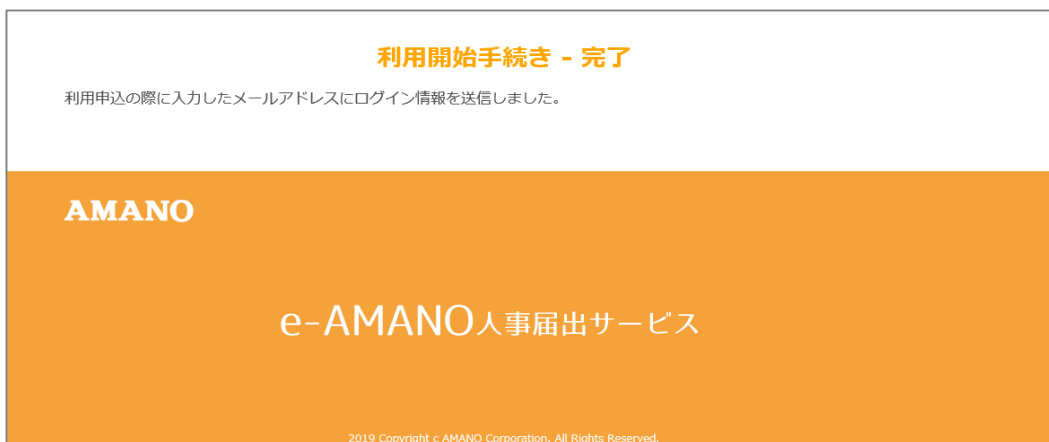 利用開始手続き - 完了
利用申込の際に入力したメールアドレスにログイン情報を送信しました。
AMANO
e-AMANO人事届出サービス
2019 Copyright c AMANO Corporation. All Rights Reserved.